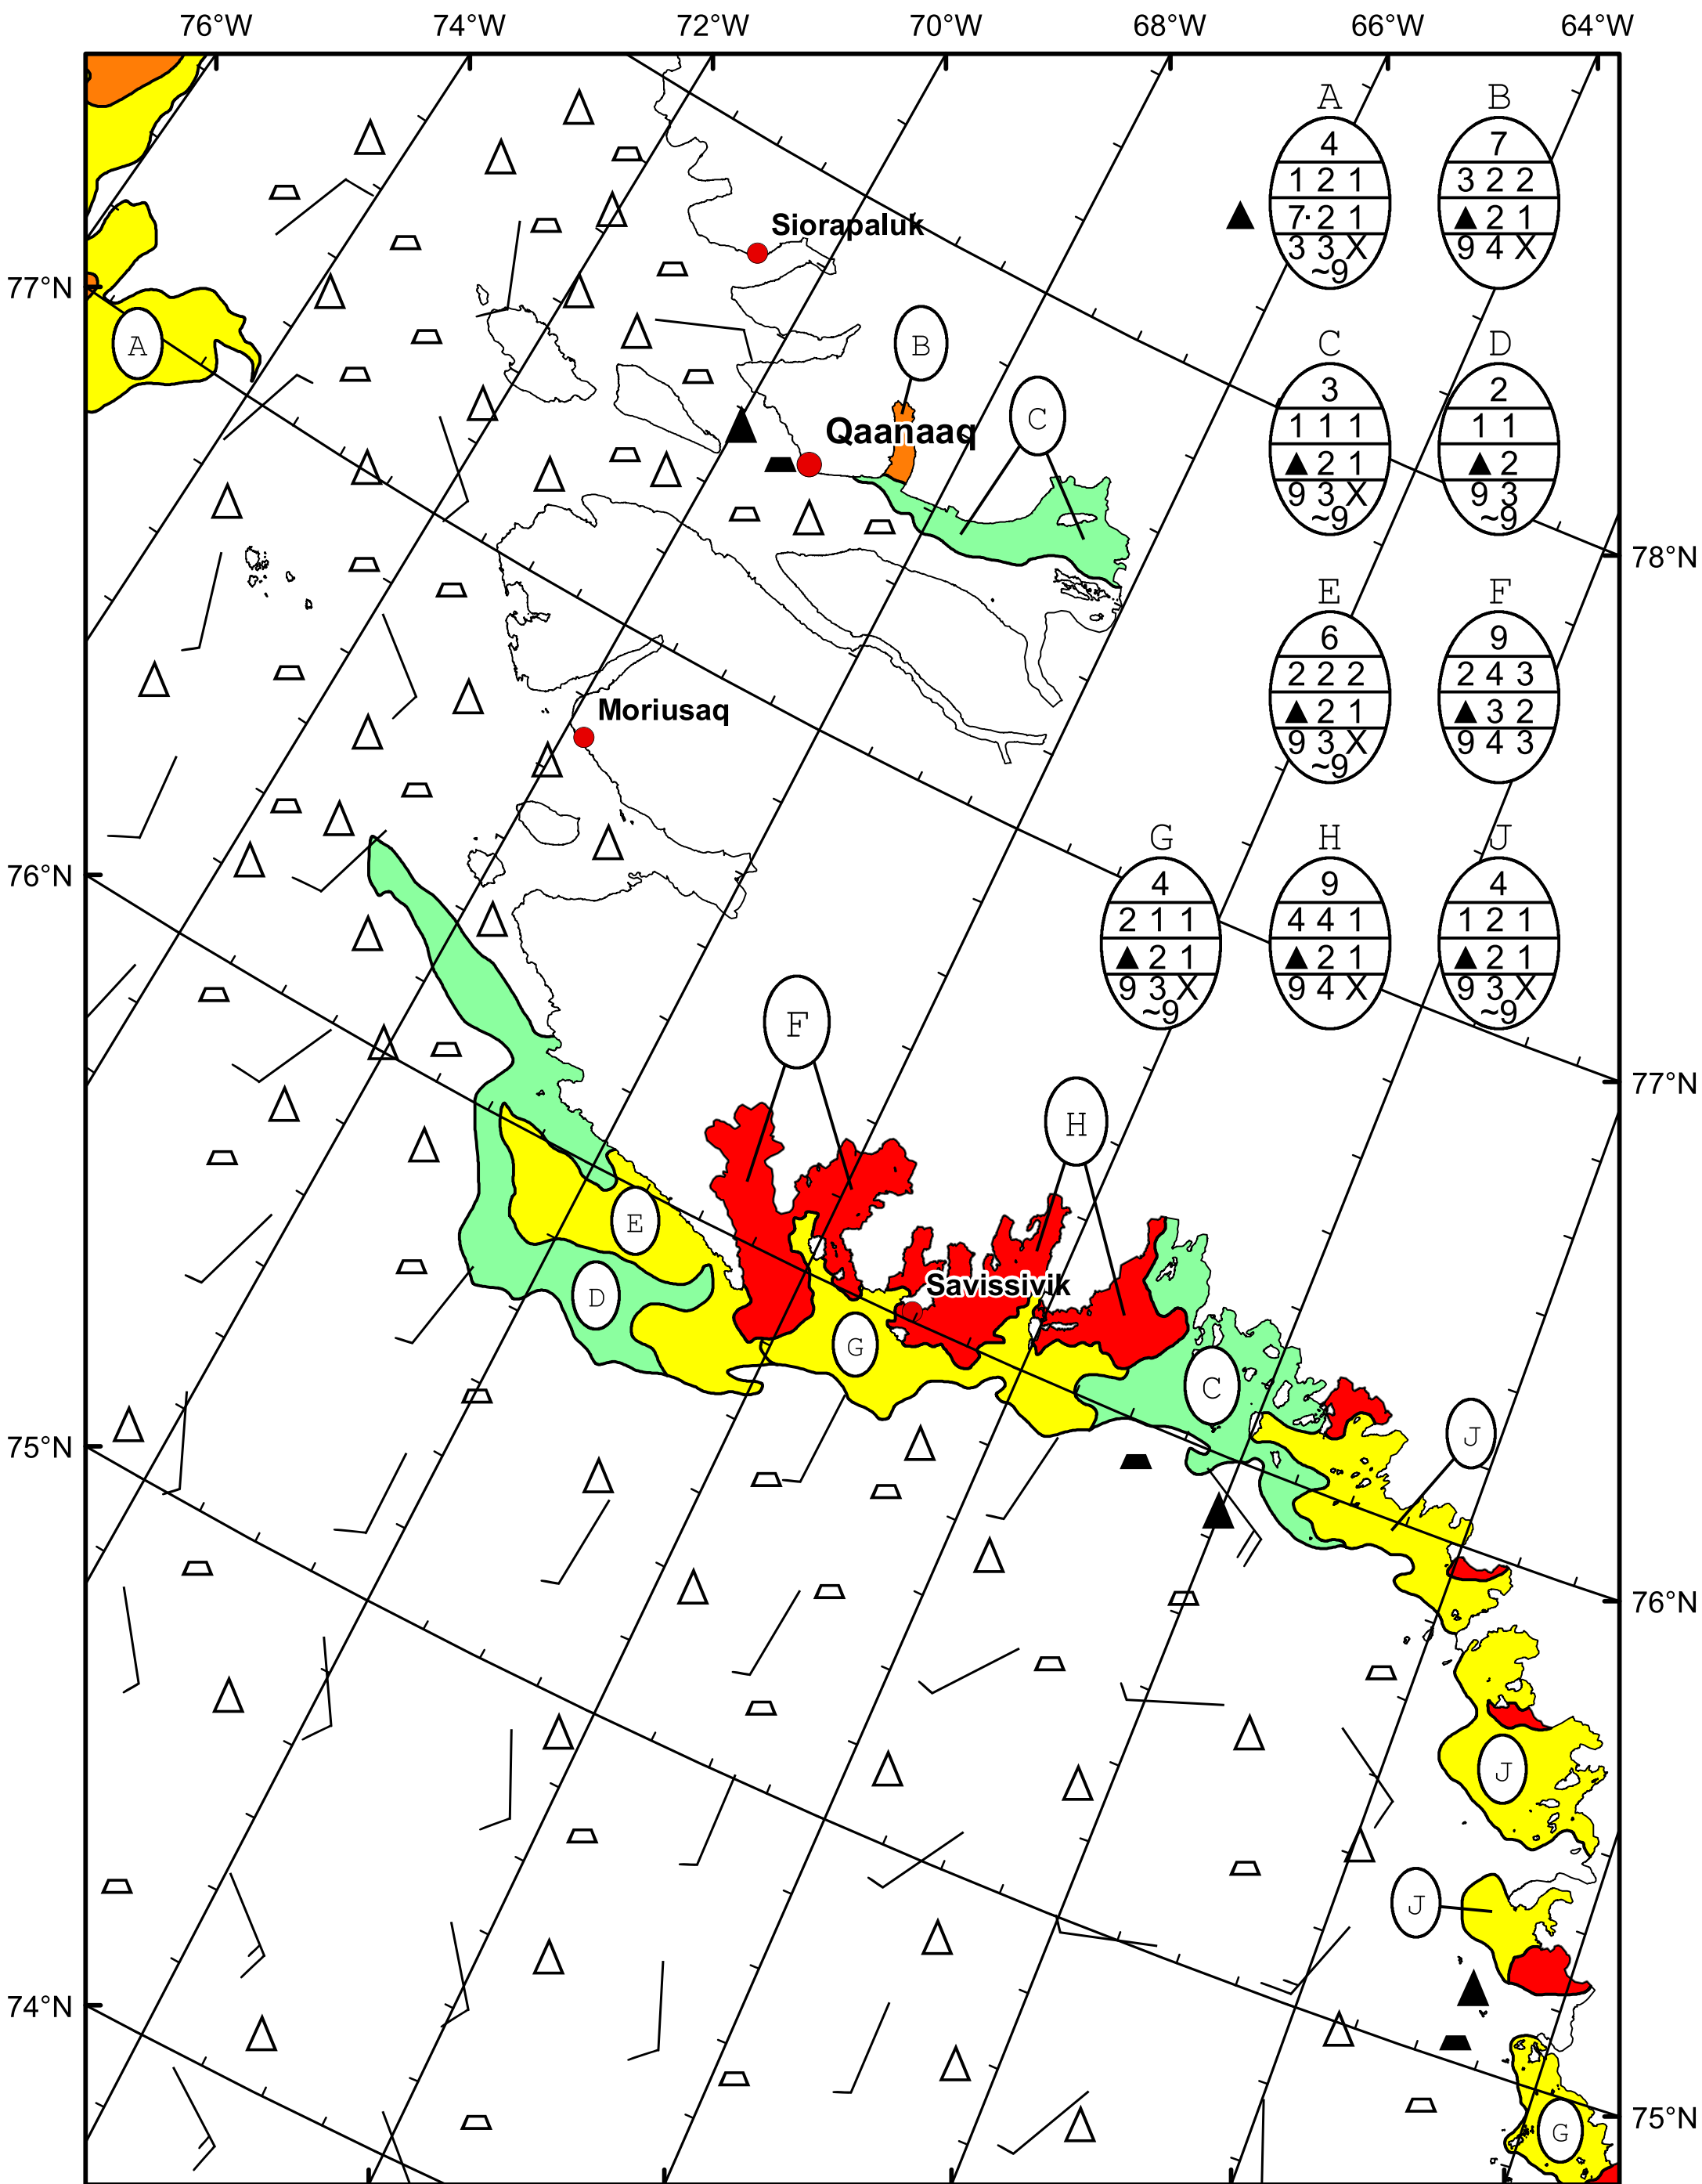 76°W 74°W 72°W 70°W 68°W 66°W 64°W
A B
4 7
1 2 1 3 2 2
7· 2 1 ▲ 2 1
3 3 X 9 4 X
~9
Siorapaluk
77°N
A
B
C D
3 2
1 1 1 1 1
▲ 2 1 ▲ 2
9 3 X 9 3
~9 ~9
C
Qaanaaq
78°N
E F
6 9
2 2 2 2 4 3
▲ 2 1 ▲ 3 2
9 3 X 9 4 3
~9
Moriusaq
G H J
4 9 4
2 1 1 4 4 1 1 2 1
▲ 2 1 ▲ 2 1 ▲ 2 1
9 3 X 9 4 X 9 3 X
~9 ~9
76°N
F
77°N
H
E
Savissivik
D
G
C
J
75°N
76°N
J
J
74°N
75°N
G